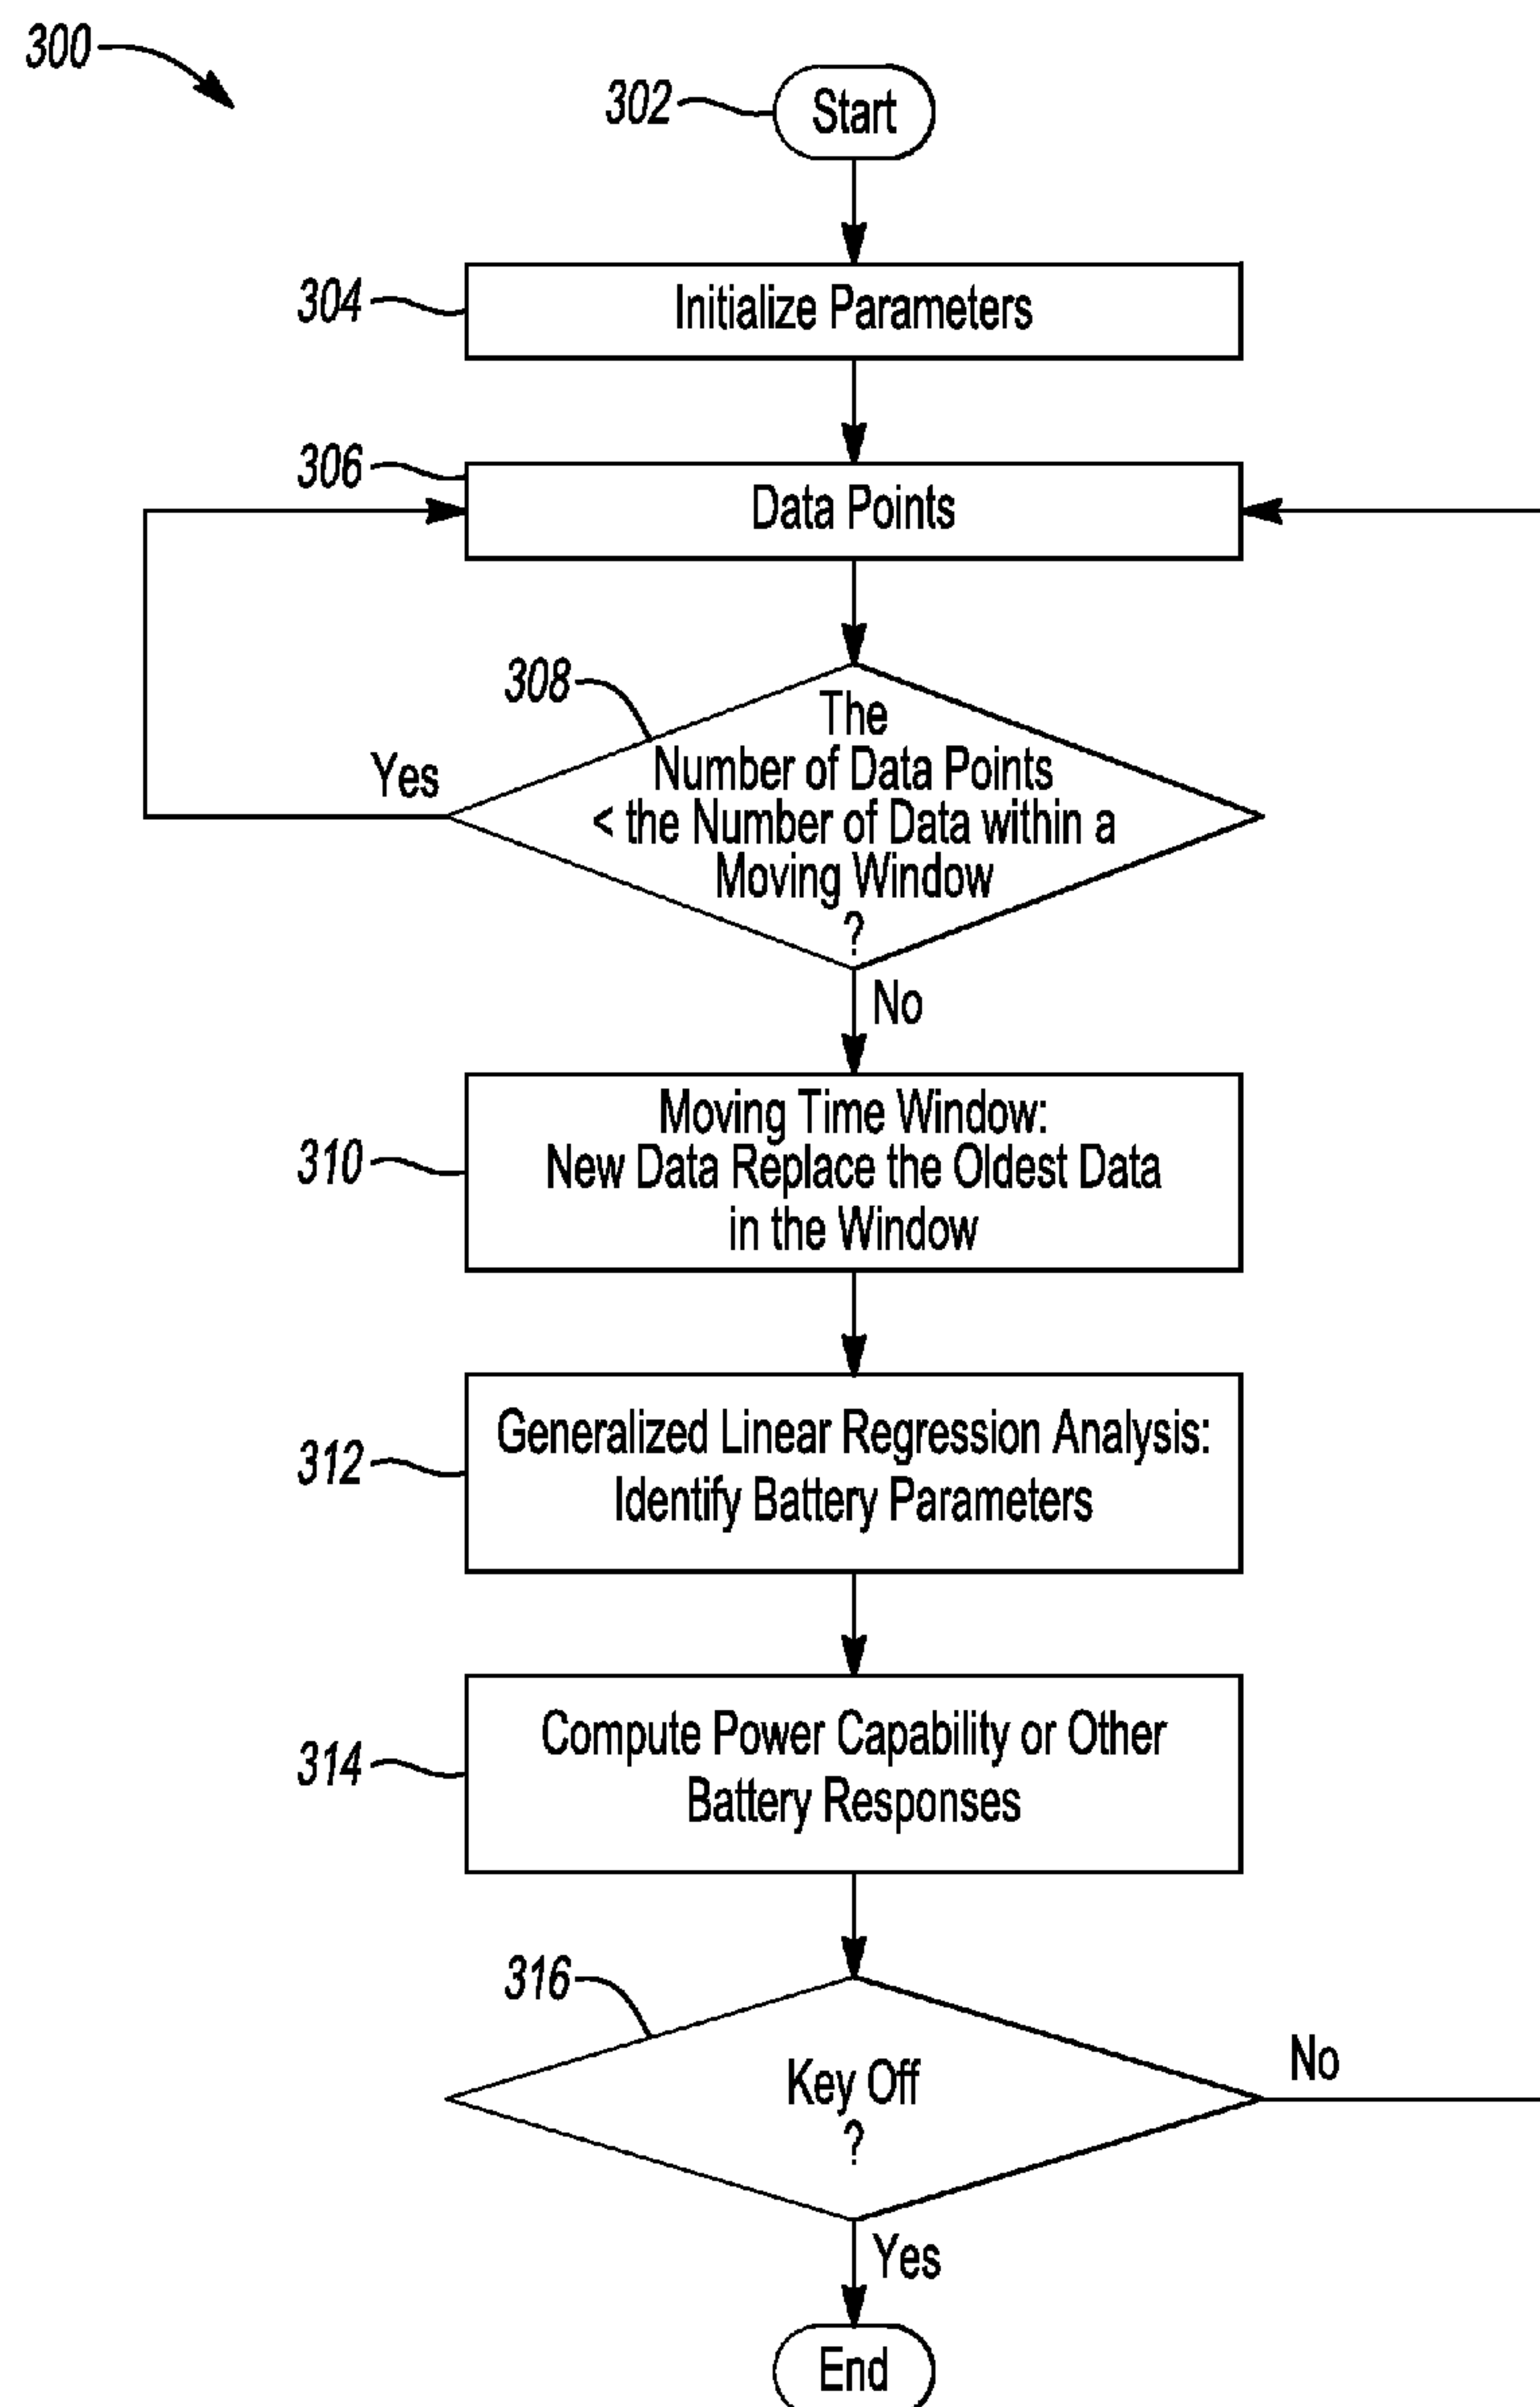 300
302
Start
304
Initialize Parameters
306
Data Points
308
The
Number of Data Points
< the Number of Data within a
Moving Window
?
Yes
No
310
Moving Time Window:
New Data Replace the Oldest Data
in the Window
312
Generalized Linear Regression Analysis:
Identify Battery Parameters
314
Compute Power Capability or Other
Battery Responses
316
Key Off
?
No
Yes
End